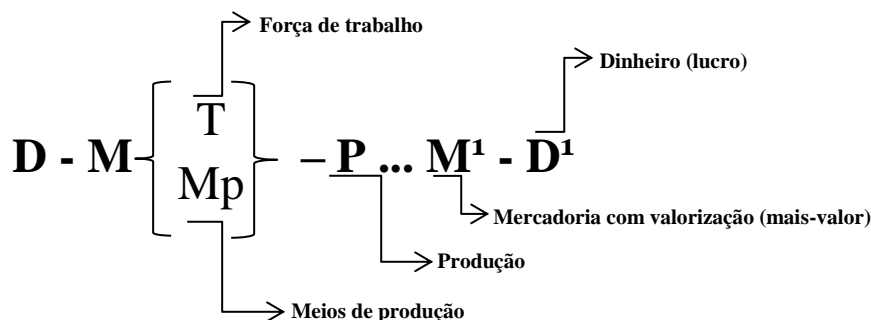 Força de trabalho
Dinheiro (lucro)
T
D - M – P ... M¹ - D¹
Mp
Mercadoria com valorização (mais-valor)
Produção
Meios de produção